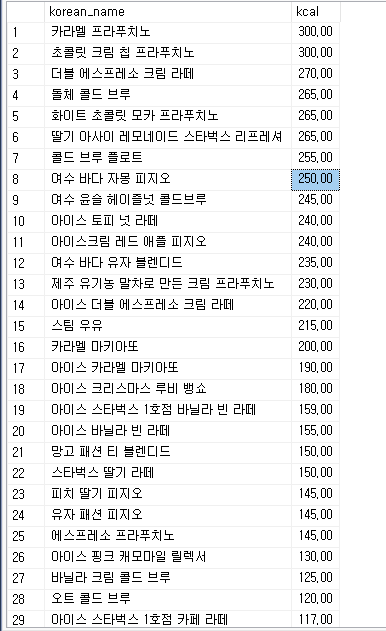 korean_name kcal
1 카라멜 프라푸치노 300,00
2 초콜릿 크림 칩 프라푸치노 300,00
3 더블 에스프레소 크림 라떼 270,00
4 돌체 콜드 브루 265,00
5 화이트 초콜릿 모카 프라푸치노 265,00
6 딸기 아사이 레모네이드 스타벅스 리프레셔 265,00
7 콜드 브루 플로트 255,00
8 여수 바다 자몽 피지오 250,00
9 여수 윤슬 헤이즐넛 콜드브루 245,00
10 아이스 토피 넛 라떼 240,00
11 아이스크림 레드 애플 피지오 240,00
12 여수 바다 유자 블렌디드 235,00
13 제주 유기농 말차로 만든 크림 프라푸치노 230,00
14 아이스 더블 에스프레소 크림 라떼 220,00
15 스팀 우유 215,00
16 카라멜 마키아또 200,00
17 아이스 카라멜 마키아또 190,00
18 아이스 크리스마스 루비 뱅쇼 180,00
19 아이스 스타벅스 1호점 바닐라 빈 라떼 159,00
20 아이스 바닐라 빈 라떼 155,00
21 망고 패션 티 블렌디드 150,00
22 스타벅스 딸기 라떼 150,00
23 피치 딸기 피지오 145,00
24 유자 패션 피지오 145,00
25 에스프레소 프라푸치노 145,00
26 아이스 핑크 캐모마일 릴렉서 130,00
27 바닐라 크림 콜드 브루 125,00
28 오트 콜드 브루 120,00
29 아이스 스타벅스 1호점 카페 라떼 117,00